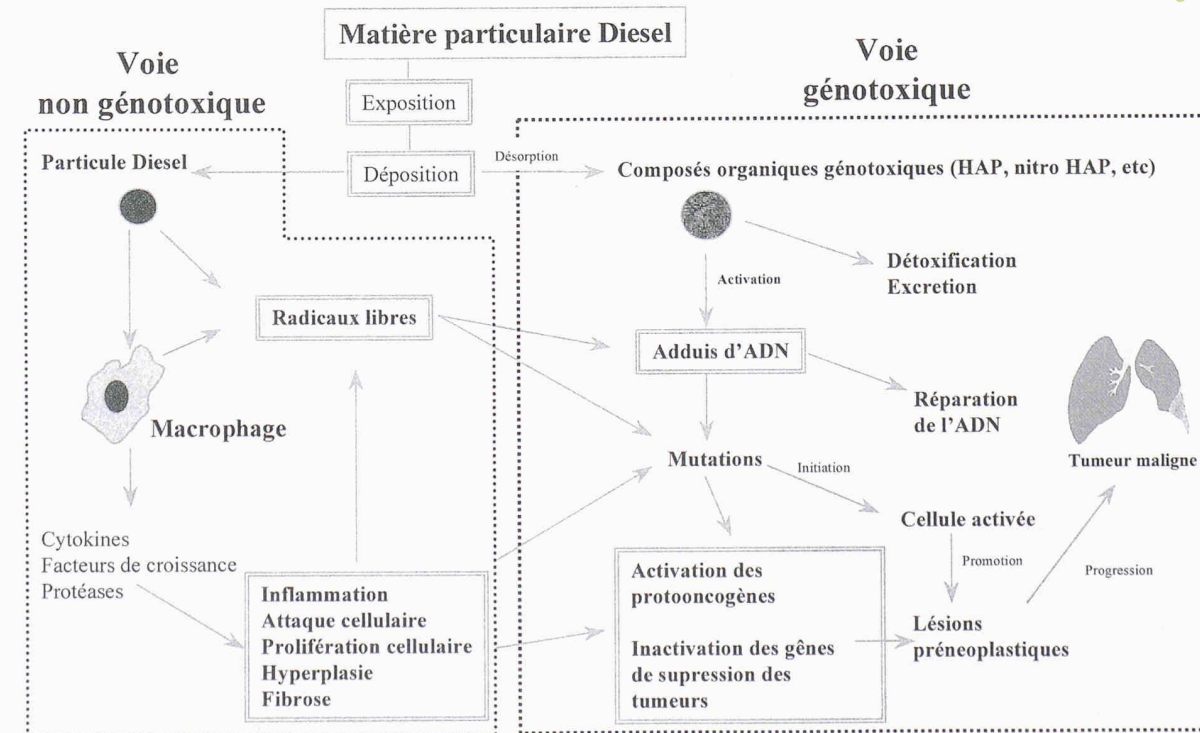 Matière particulaire Diesel
Voie
non génotoxique
Voie
génotoxique
Exposition
Déposition
Désorption
Particule Diesel
Composés organiques génotoxiques (HAP, nitro HAP, etc)
Détoxification
Excretion
Activation
Radicaux libres
Adduis d'ADN
Réparation
de l'ADN
Macrophage
Mutations
Initiation
Tumeur maligne
Cellule activée
Promotion
Progression
Cytokines
Facteurs de croissance
Protéases
Inflammation
Attaque cellulaire
Prolifération cellulaire
Hyperplasie
Fibrose
Activation des
protooncogènes
Inactivation des gênes
de supression des
tumeurs
Lésions
préneoplastiques